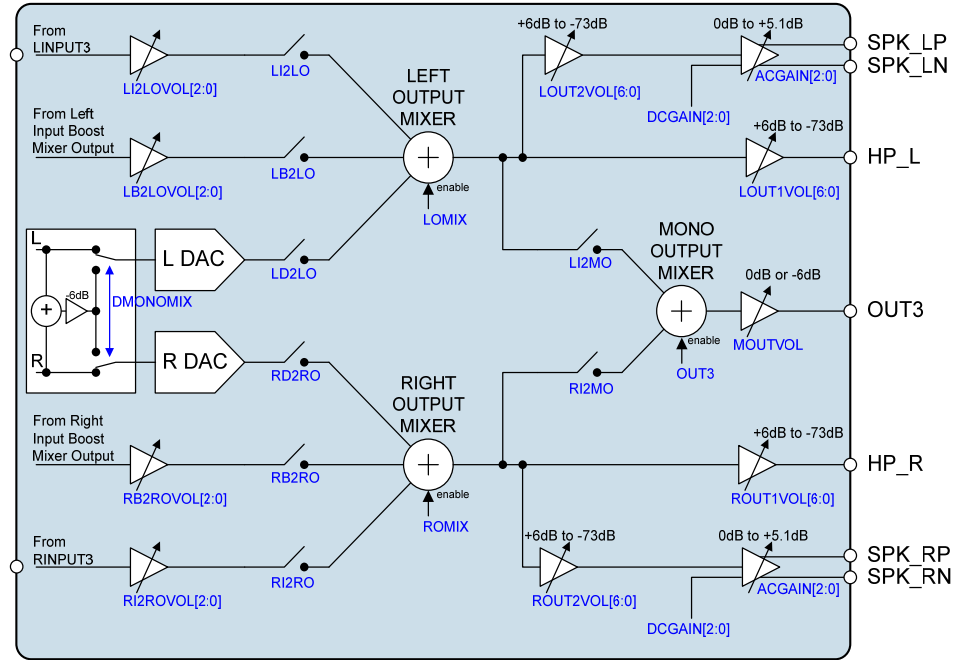 From
LINPUT3
LI2LOVOL[2:0]
LI2LO
+6dB to -73dB
LOUT2VOL[6:0]
0dB to +5.1dB
ACGAIN[2:0]
DCGAIN[2:0]
SPK_LP
SPK_LN
From Left
Input Boost
Mixer Output
LB2LOVOL[2:0]
LB2LO
LEFT
OUTPUT
MIXER
+
enable
LOMIX
+6dB to -73dB
LOUT1VOL[6:0]
HP_L
L
R
+
-6dB
DMONOMIX
L DAC
LD2LO
R DAC
RD2RO
LI2MO
RI2MO
MONO
OUTPUT
MIXER
+
enable
OUT3
0dB or -6dB
MOUTVOL
OUT3
From Right
Input Boost
Mixer Output
RB2ROVOL[2:0]
RB2RO
RIGHT
OUTPUT
MIXER
+
enable
ROMIX
+6dB to -73dB
ROUT1VOL[6:0]
HP_R
From
RINPUT3
RI2ROVOL[2:0]
RI2RO
+6dB to -73dB
ROUT2VOL[6:0]
0dB to +5.1dB
ACGAIN[2:0]
DCGAIN[2:0]
SPK_RP
SPK_RN